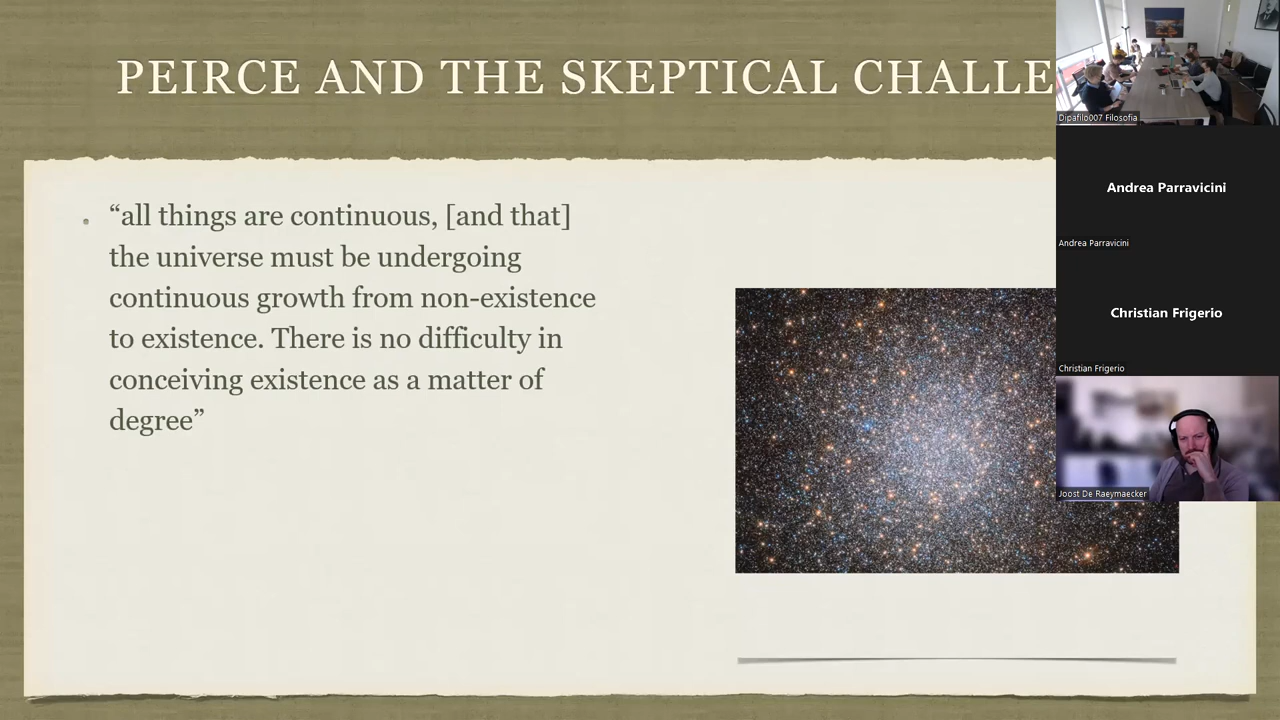 PEIRCE AND THE SKEPTICAL CHALLE
“all things are continuous, [and that]
the universe must be undergoing
continuous growth from non-existence
to existence. There is no difficulty in
conceiving existence as a matter of
degree”
Dipafilo007 Filosofia
Andrea Parravicini
Andrea Parravicini
Christian Frigerio
Christian Frigerio
Joost De Raeymaecker